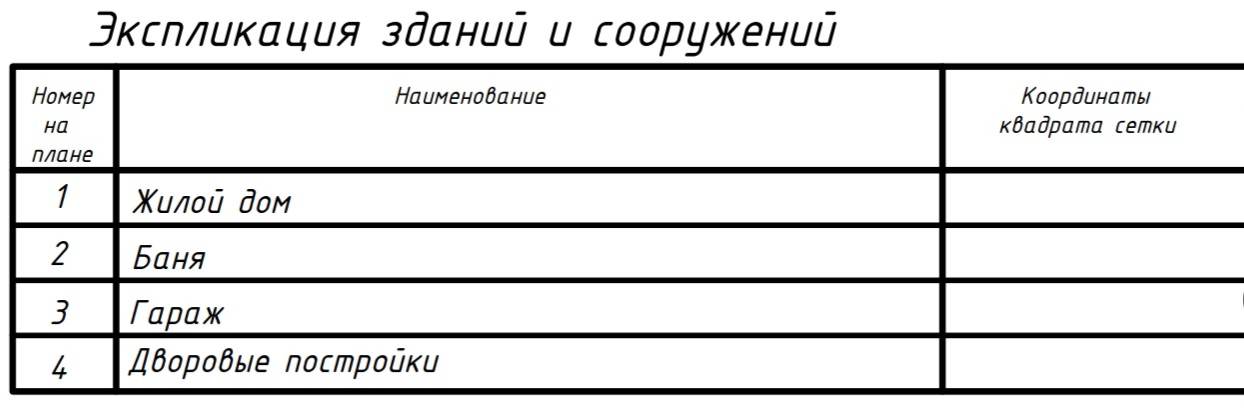 Экспликация зданий и сооружений
Номер на плане
Наименование
Координаты квадрата сетки
1 Жилой дом
2 Баня
3 Гараж
4 Дворовые постройки